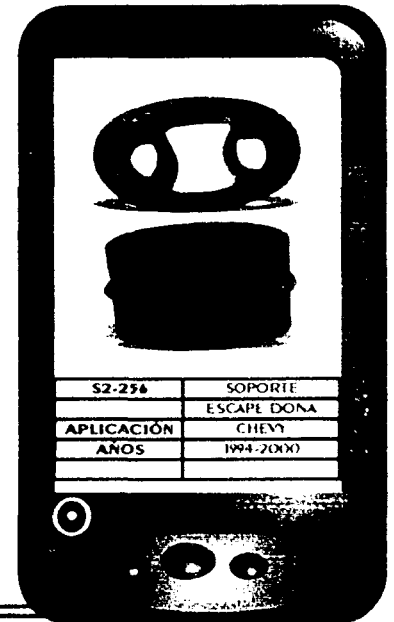 S2-256 SOPORTE
ESCAPE DONA
APLICACIÓN CHEVY
AÑOS 1994-2000